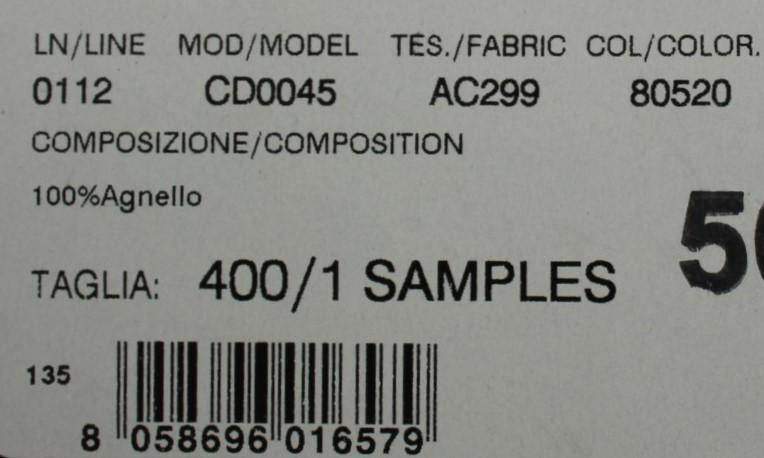 LN/LINE MOD/MODEL TES./FABRIC COL/COLOR.
0112 CD0045 AC299 80520
COMPOSIZIONE/COMPOSITION
100%Agnello
TAGLIA: 400/1 SAMPLES
135
8 058696 016579